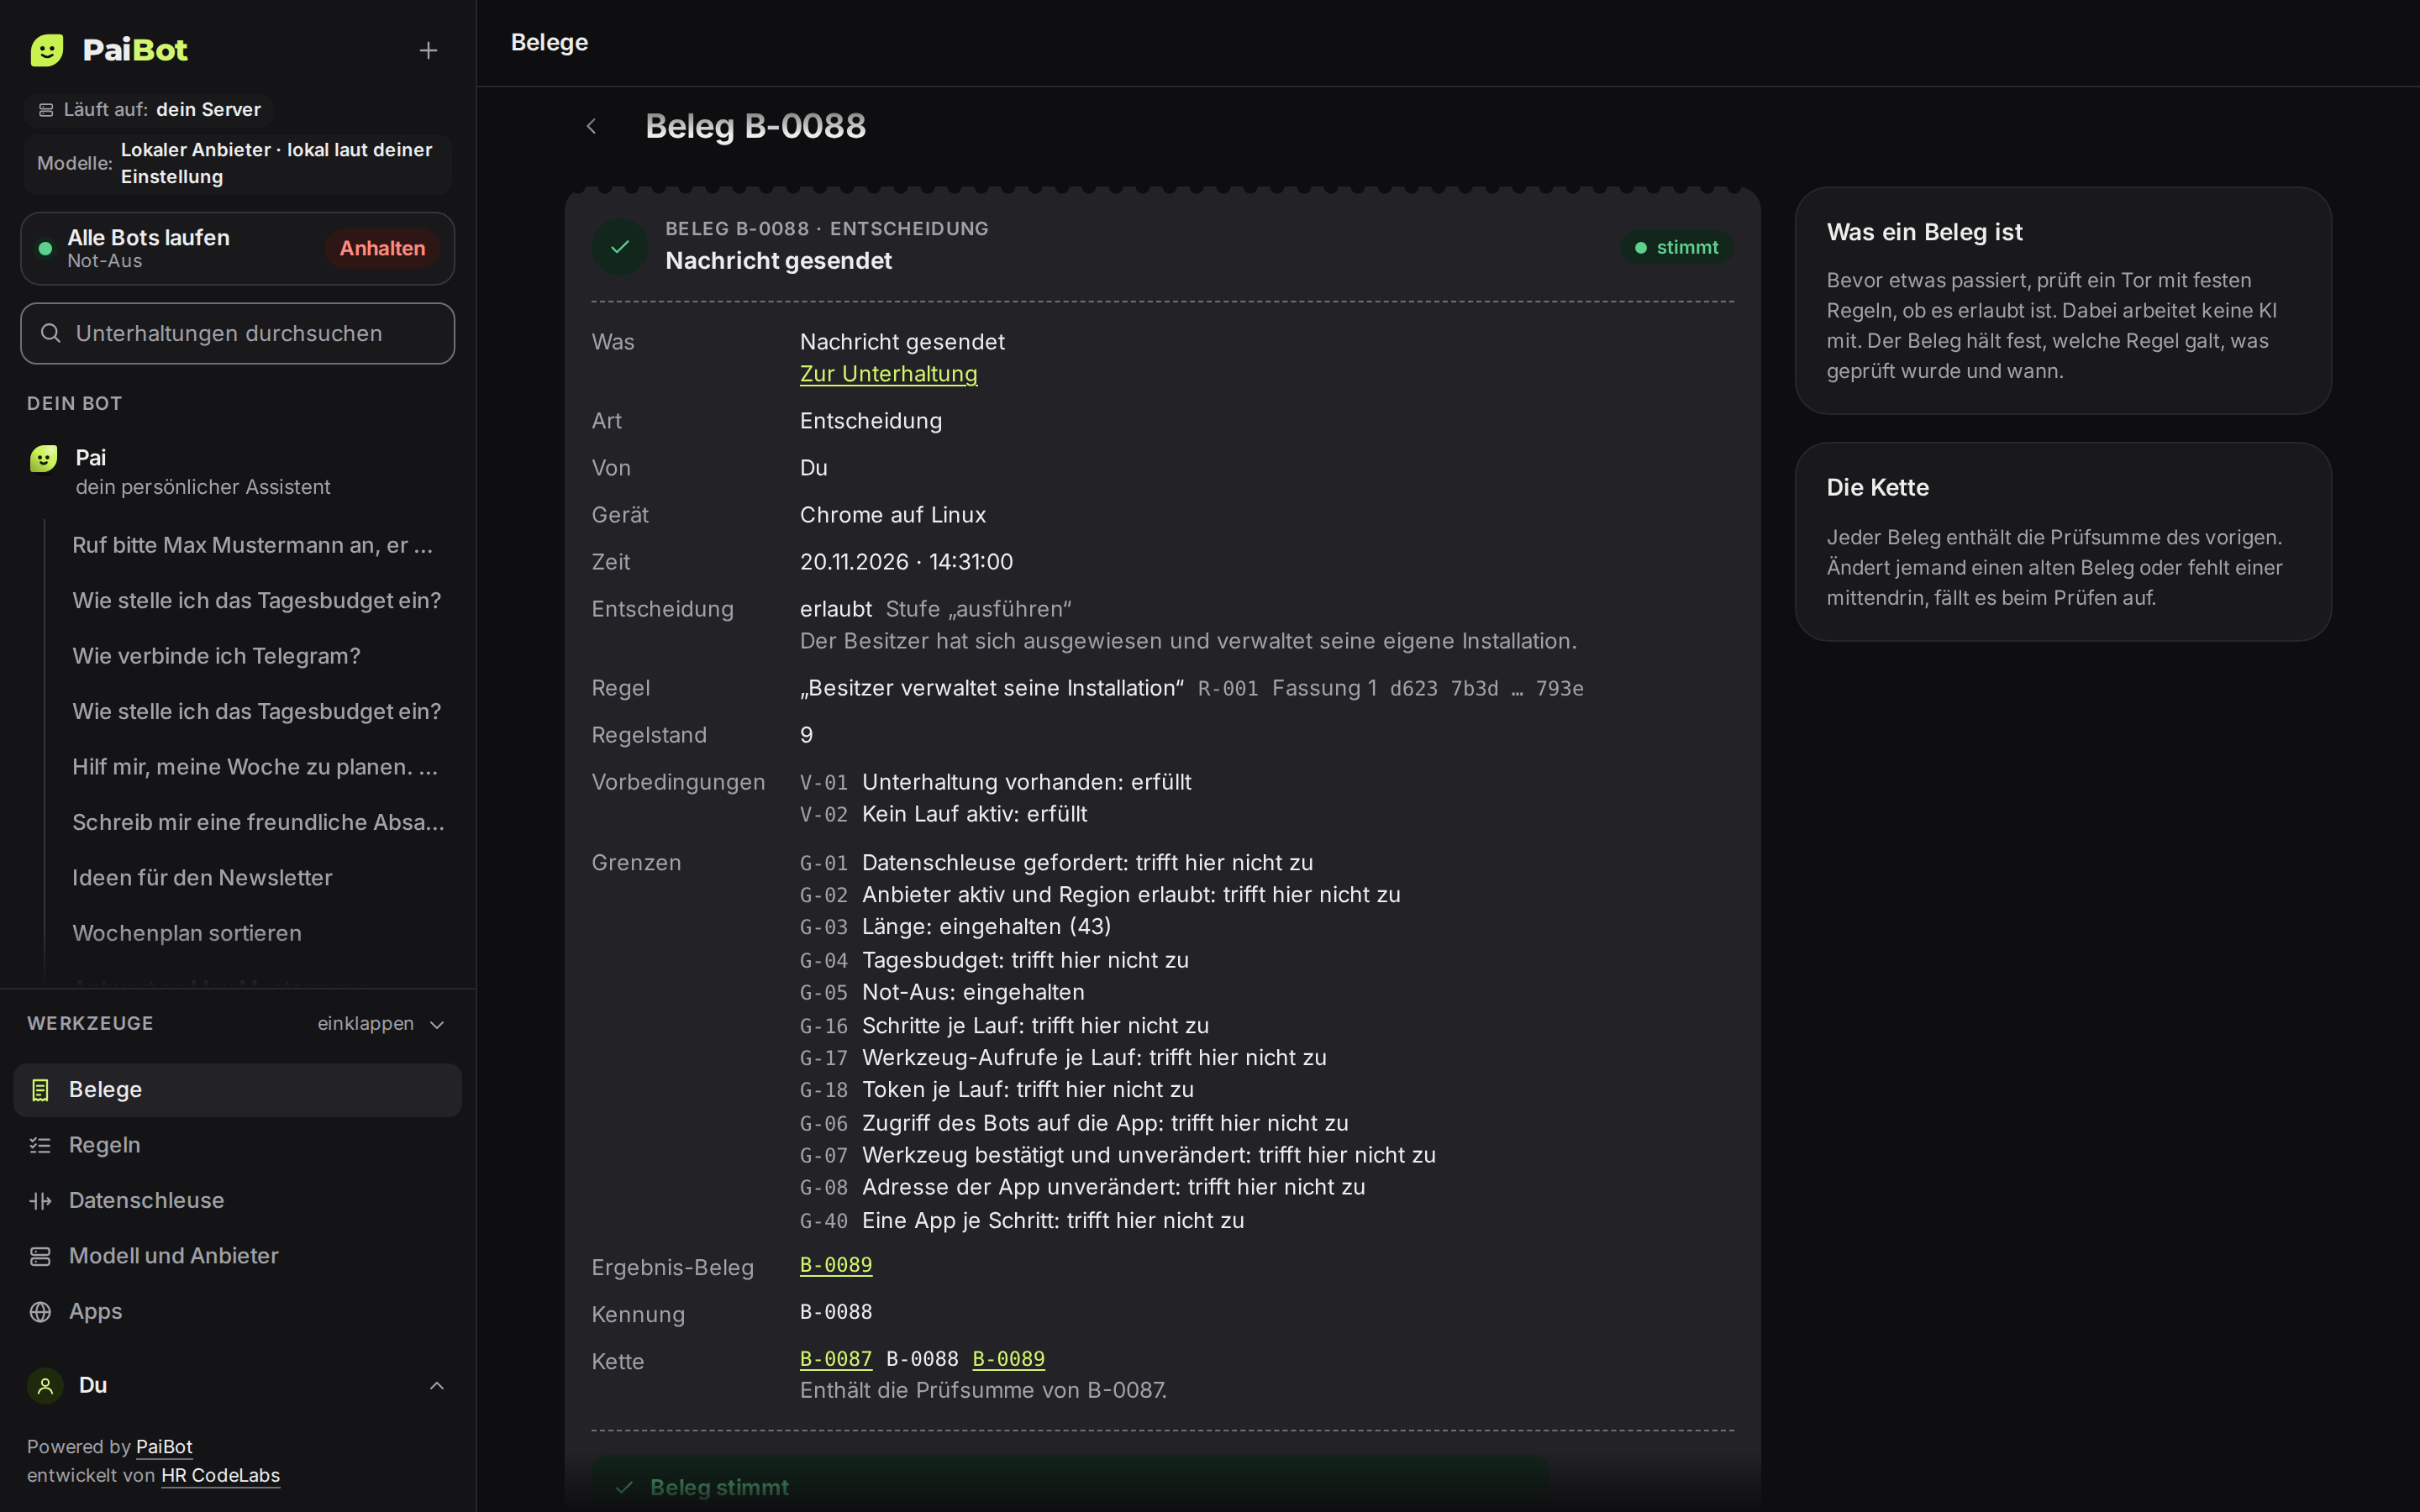 PaiBot
Läuft auf: dein Server
Modelle: Lokaler Anbieter · lokal laut deiner
Einstellung
Alle Bots laufen
Not-Aus
Anhalten
Unterhaltungen durchsuchen
DEIN BOT
Pai
dein persönlicher Assistent
Ruf bitte Max Mustermann an, er ...
Wie stelle ich das Tagesbudget ein?
Wie verbinde ich Telegram?
Wie stelle ich das Tagesbudget ein?
Hilf mir, meine Woche zu planen. ...
Schreib mir eine freundliche Absa...
Ideen für den Newsletter
Wochenplan sortieren
WERKZEUGE
einklappen
Belege
Regeln
Datenschleuse
Modell und Anbieter
Apps
Du
Powered by PaiBot
entwickelt von HR CodeLabs
Belege
Beleg B-0088
BELEG B-0088 · ENTSCHEIDUNG
Nachricht gesendet
stimmt
Was Nachricht gesendet
Zur Unterhaltung
Art Entscheidung
Von Du
Gerät Chrome auf Linux
Zeit 20.11.2026 · 14:31:00
Entscheidung erlaubt Stufe „ausführen“
Der Besitzer hat sich ausgewiesen und verwaltet seine eigene Installation.
Regel „Besitzer verwaltet seine Installation“ R-001 Fassung 1 d623 7b3d … 793e
Regelstand 9
Vorbedingungen V-01 Unterhaltung vorhanden: erfüllt
V-02 Kein Lauf aktiv: erfüllt
Grenzen G-01 Datenschleuse gefordert: trifft hier nicht zu
G-02 Anbieter aktiv und Region erlaubt: trifft hier nicht zu
G-03 Länge: eingehalten (43)
G-04 Tagesbudget: trifft hier nicht zu
G-05 Not-Aus: eingehalten
G-16 Schritte je Lauf: trifft hier nicht zu
G-17 Werkzeug-Aufrufe je Lauf: trifft hier nicht zu
G-18 Token je Lauf: trifft hier nicht zu
G-06 Zugriff des Bots auf die App: trifft hier nicht zu
G-07 Werkzeug bestätigt und unverändert: trifft hier nicht zu
G-08 Adresse der App unverändert: trifft hier nicht zu
G-40 Eine App je Schritt: trifft hier nicht zu
Ergebnis-Beleg B-0089
Kennung B-0088
Kette B-0087 B-0088 B-0089
Enthält die Prüfsumme von B-0087.
Beleg stimmt
Was ein Beleg ist
Bevor etwas passiert, prüft ein Tor mit festen
Regeln, ob es erlaubt ist. Dabei arbeitet keine KI
mit. Der Beleg hält fest, welche Regel galt, was
geprüft wurde und wann.
Die Kette
Jeder Beleg enthält die Prüfsumme des vorigen.
Ändert jemand einen alten Beleg oder fehlt einer
mittendrin, fällt es beim Prüfen auf.